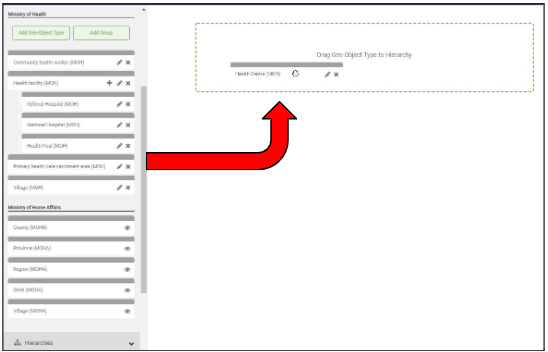 Ministry of Health
Add Geo-Object Type
Add Group
Community health worker (MOH)
Health facility (MOH)
Referral Hospital (MOH)
National Hospital (MOH)
Health Post (MOH)
Primary health care catchment area (MOH)
Village (MOH)
Ministry of Home Affairs
County (MOHA)
Province (MOHA)
Region (MOHA)
State (MOHA)
Village (MOHA)
Hierarchies
Drag Geo-Object Type to Hierarchy
Health Center (MOH)